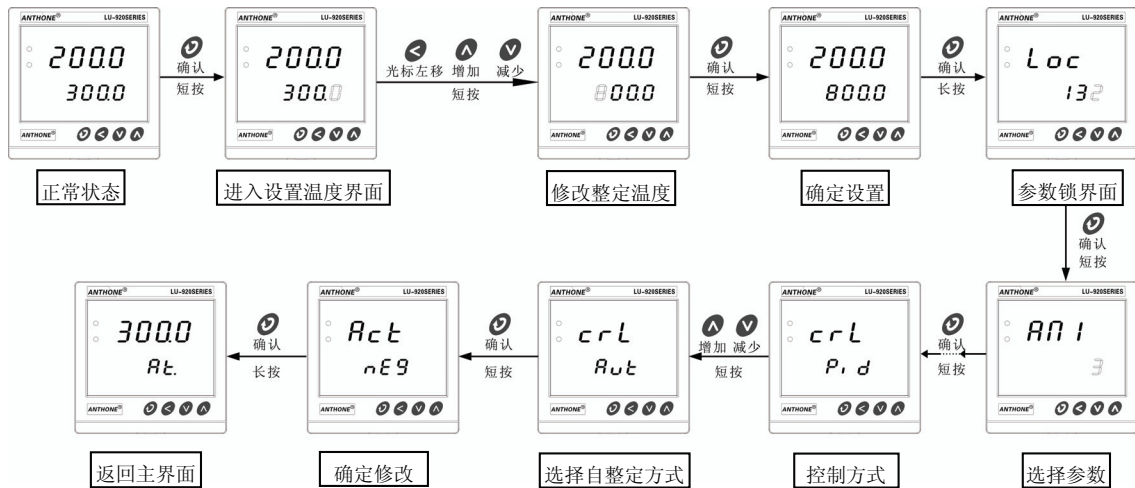 ANTHONE® LU-920SERIES
200.0
300.0
ANTHONE®
正常状态
确认
短按
ANTHONE® LU-920SERIES
200.0
300.0
ANTHONE®
进入设置温度界面
光标左移 增加 减少
短按
ANTHONE® LU-920SERIES
200.0
800.0
ANTHONE®
修改整定温度
确认
短按
ANTHONE® LU-920SERIES
200.0
800.0
ANTHONE®
确定设置
确认
长按
ANTHONE® LU-920SERIES
Loc
132
ANTHONE®
参数锁界面
确认
短按
ANTHONE® LU-920SERIES
AM1
3
ANTHONE®
选择参数
确认
短按
ANTHONE® LU-920SERIES
crL
Pid
ANTHONE®
控制方式
增加 减少
短按
ANTHONE® LU-920SERIES
crL
Aut
ANTHONE®
选择自整定方式
确认
短按
ANTHONE® LU-920SERIES
Act
nEg
ANTHONE®
确定修改
确认
长按
ANTHONE® LU-920SERIES
300.0
At.
ANTHONE®
返回主界面